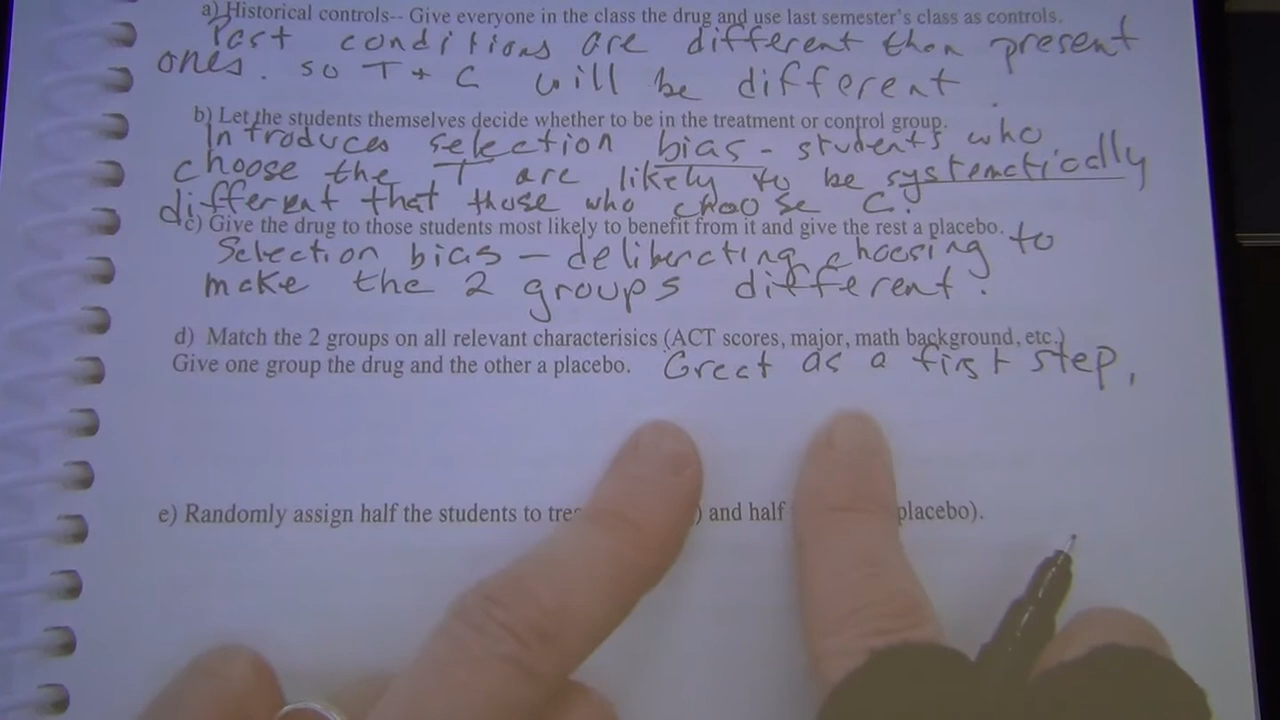 a) Historical controls-- Give everyone in the class the drug and use last semester's class as controls.
Past conditions are different than present
ones. so T + C will be different.
b) Let the students themselves decide whether to be in the treatment or control group.
Introduces selection bias - students who
choose the T are likely to be systematically
different that those who choose C.
c) Give the drug to those students most likely to benefit from it and give the rest a placebo.
Selection bias - deliberating choosing to
make the 2 groups different.
d) Match the 2 groups on all relevant characterisics (ACT scores, major, math background, etc.)
Give one group the drug and the other a placebo. Great as a first step,
e) Randomly assign half the students to and half placebo).